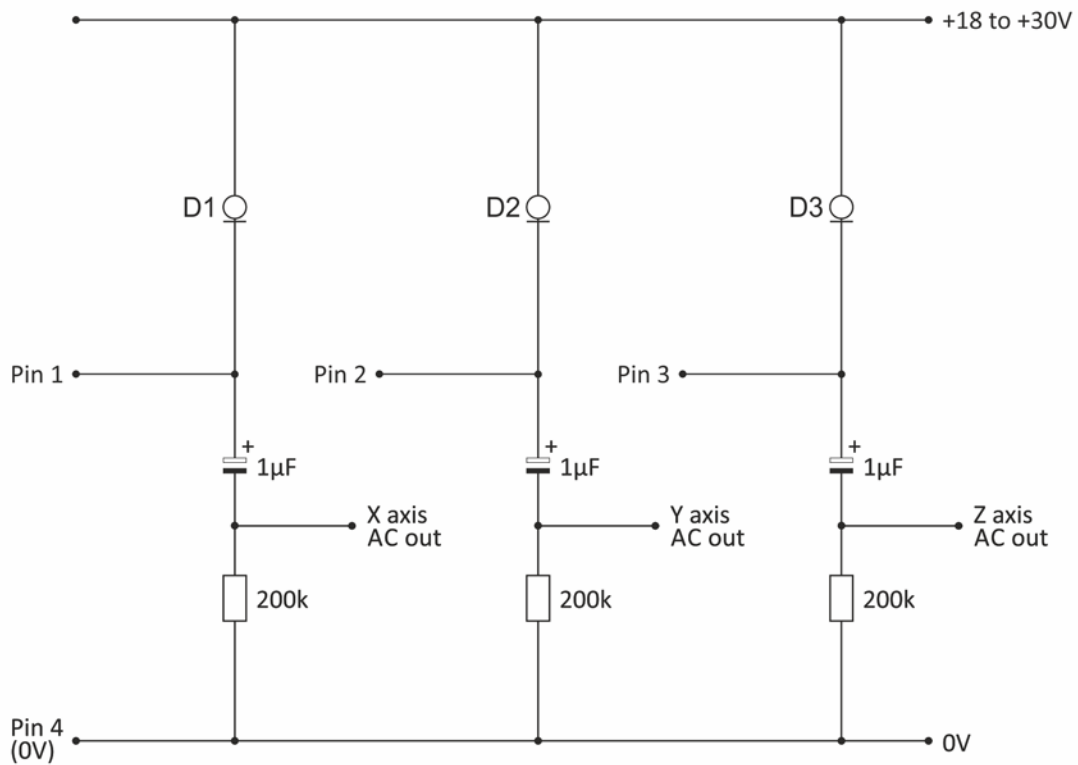 +18 to +30V
D1
D2
D3
Pin 1
Pin 2
Pin 3
+
1µF
+
1µF
+
1µF
X axis
AC out
Y axis
AC out
Z axis
AC out
200k
200k
200k
Pin 4
(0V)
0V